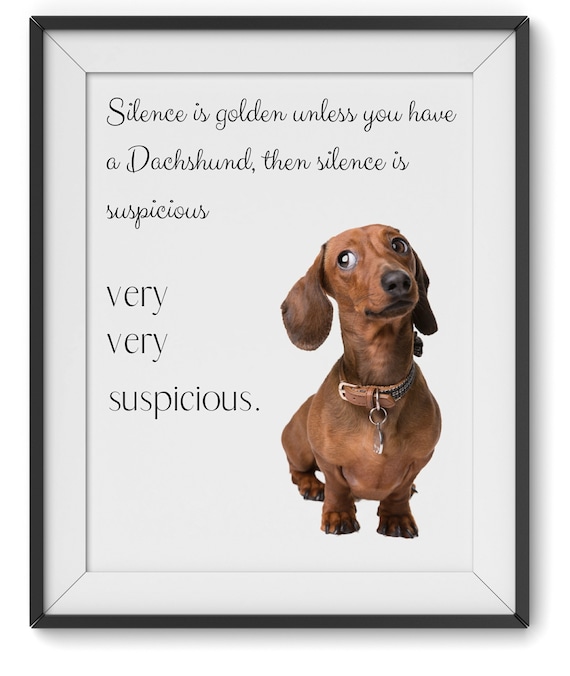 Silence is golden unless you have
a Dachshund, then silence is
suspicious
very
very
suspicious.